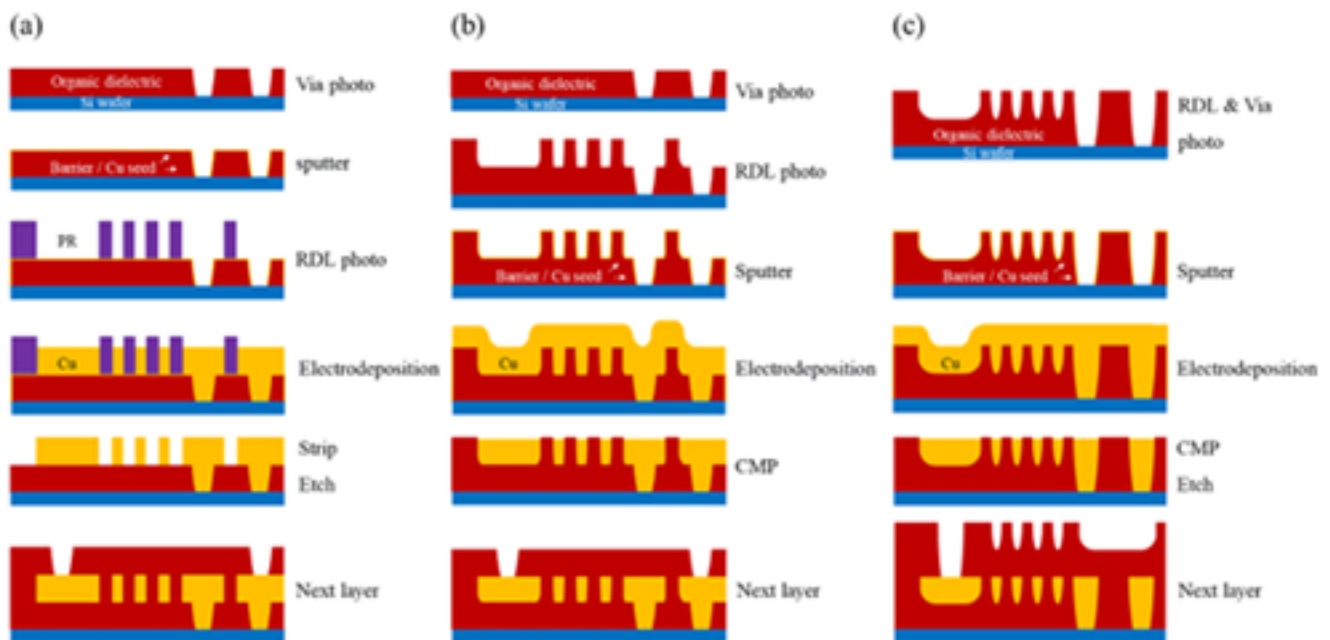 (a)
Organic dielectric
Si wafer
Via photo
Barrier / Cu seed
sputter
PR
RDL photo
Cu
Electrodeposition
Strip
Etch
Next layer
(b)
Organic dielectric
Si wafer
Via photo
RDL photo
Barrier / Cu seed
Sputter
Cu
Electrodeposition
CMP
Next layer
(c)
Organic dielectric
Si wafer
RDL & Via
photo
Barrier / Cu seed
Sputter
Cu
Electrodeposition
CMP
Etch
Next layer